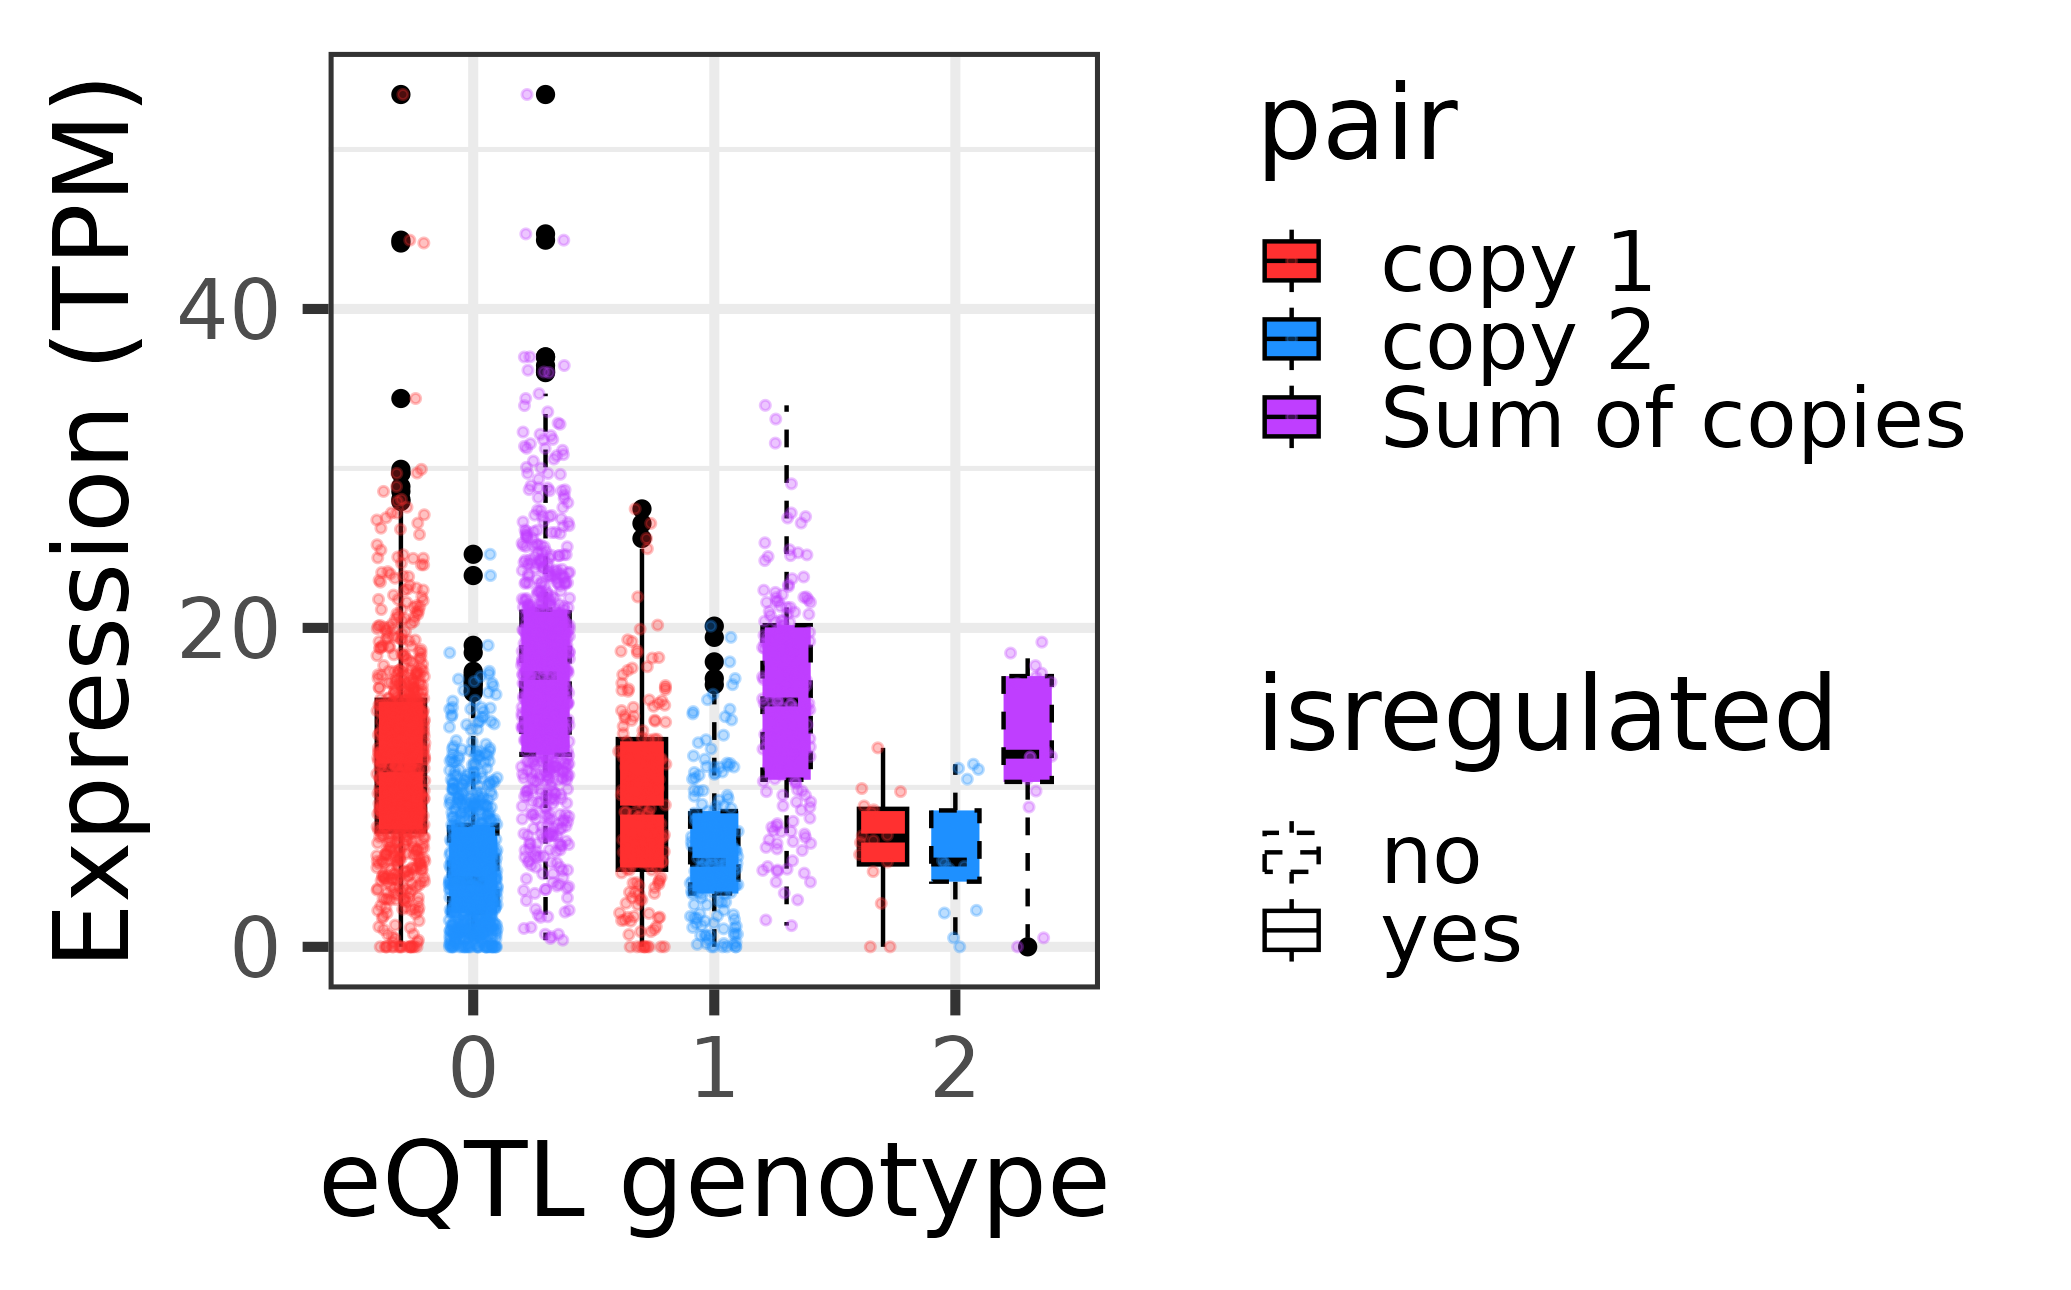 Expression (TPM)
40
20
0
0 1 2
eQTL genotype
pair
copy 1
copy 2
Sum of copies
isregulated
no
yes